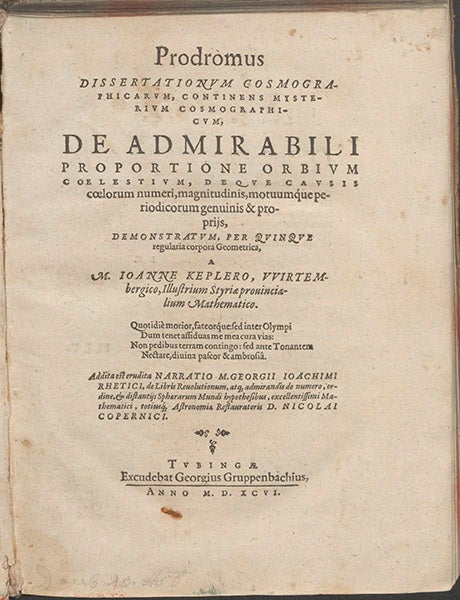 Prodromus
DISSERTATIONVM COSMOGRA-
PHICARVM, CONTINENS MYSTE-
RIVM COSMOGRAPHI-
CVM,
DE ADMIRABILI
PROPORTIONE ORBIVM
COELESTIVM, DEQVE CAVSIS
cœlorum numeri, magnitudinis, motuumque pe-
riodicorum genuinis & pro-
prijs,
DEMONSTRATVM, PER QVINQVE
regularia corpora Geometrica,
A
M. IOANNE KEPLERO, VVIRTEM-
bergico, Illustrium Styriæ prouincia-
lium Mathematico.
Quotidiè morior, fateorque: sed inter Olympi
Dum tenet assiduas me mea cura vias:
Non pedibus terram contingo: sed ante Tonantem
Nectare, diuina pascor & ambrosiâ.
Addita est erudita NARRATIO M. GEORGII IOACHIMI
RHETICI, de Libris Reuolutionum, atq, admirandis de numero, or-
dine, & distantijs Sphærarum Mundi hypothesibus, excellentissimi Ma-
thematici, totiusq, Astronomiæ Restauratoris D. NICOLAI
COPERNICI.
TVBINGÆ
Excudebat Georgius Gruppenbachius,
ANNO M. D. XCVI.